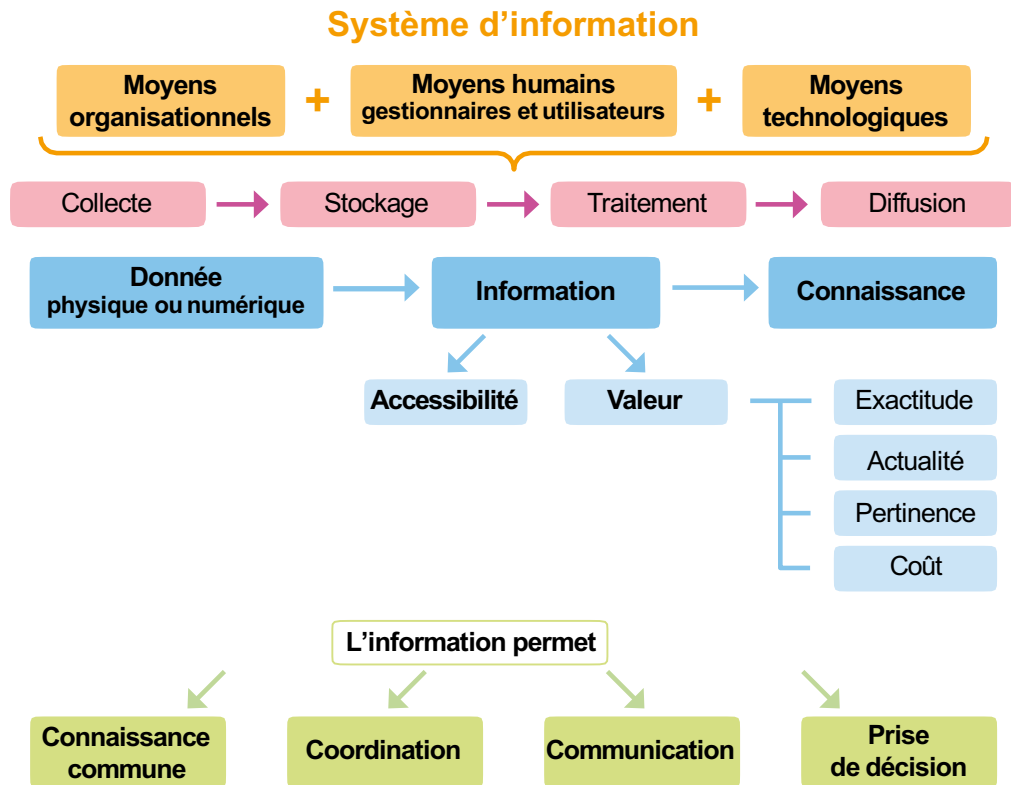 Système d’information
Moyens
organisationnels
+
Moyens humains
gestionnaires et utilisateurs
+
Moyens
technologiques
Collecte
Stockage
Traitement
Diffusion
Donnée
physique ou numérique
Information
Connaissance
Accessibilité
Valeur
Exactitude
Actualité
Pertinence
Coût
L’information permet
Connaissance
commune
Coordination
Communication
Prise
de décision